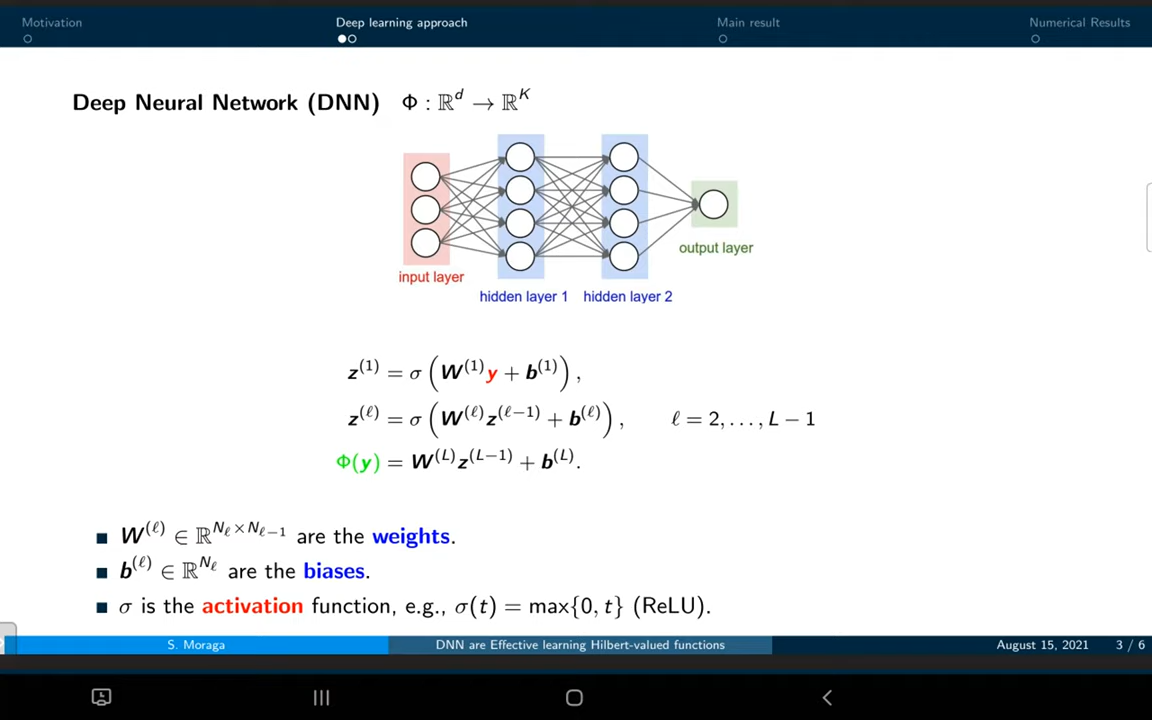 Motivation
Deep learning approach
Main result
Numerical Results
Deep Neural Network (DNN) Φ : ℝ^d → ℝ^K
input layer
hidden layer 1
hidden layer 2
output layer
z^(1) = σ (W^(1) y + b^(1)),
z^(ℓ) = σ (W^(ℓ) z^(ℓ−1) + b^(ℓ)), ℓ = 2, . . . , L − 1
Φ(y) = W^(L) z^(L−1) + b^(L).
W^(ℓ) ∈ ℝ^{N_ℓ×N_{ℓ−1}} are the weights.
b^(ℓ) ∈ ℝ^{N_ℓ} are the biases.
σ is the activation function, e.g., σ(t) = max{0, t} (ReLU).
S. Moraga
DNN are Effective learning Hilbert-valued functions
August 15, 2021 3 / 6